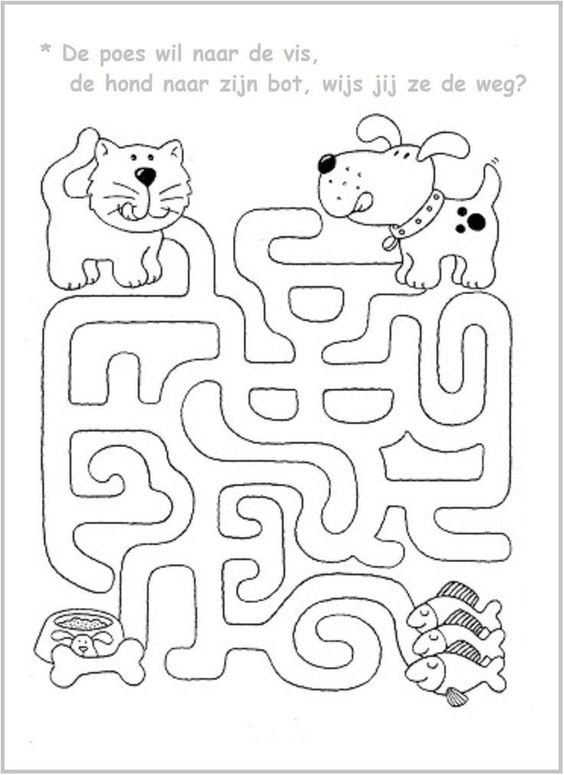 * De poes wil naar de vis,
de hond naar zijn bot, wijs jij ze de weg?